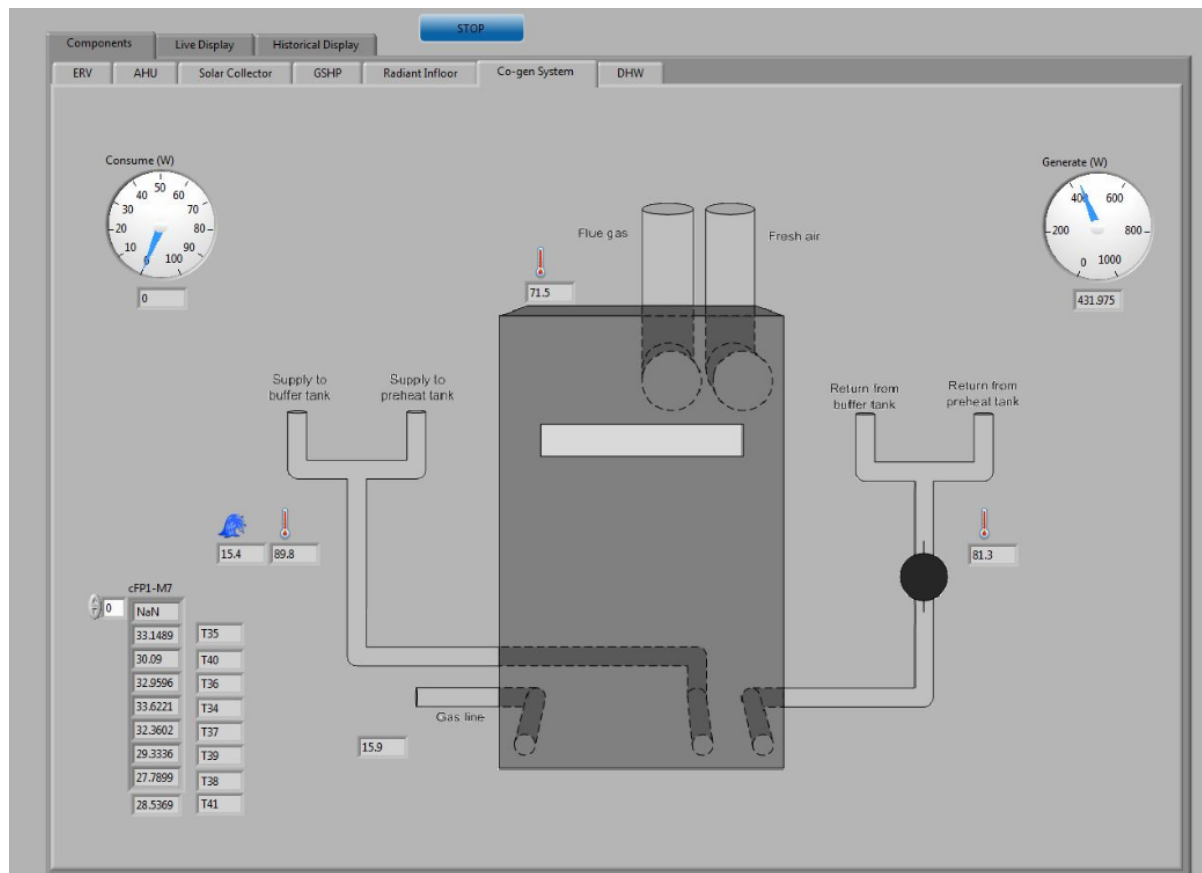 STOP
Components Live Display Historical Display
ERV AHU Solar Collector GSHP Radiant Infloor Co-gen System DHW
Consume (W)
0 10 20 30 40 50 60 70 80 90 100
0
Generate (W)
0 200 400 600 800 1000
431.975
Flue gas
Fresh air
71.5
Supply to
buffer tank
Supply to
preheat tank
Return from
buffer tank
Return from
preheat tank
15.4 89.8
81.3
cFP1-M7
0 NaN
33.1489 T35
30.09 T40
32.9596 T36
33.6221 T34
32.3602 T37
29.3336 T39
27.7899 T38
28.5369 T41
Gas line
15.9